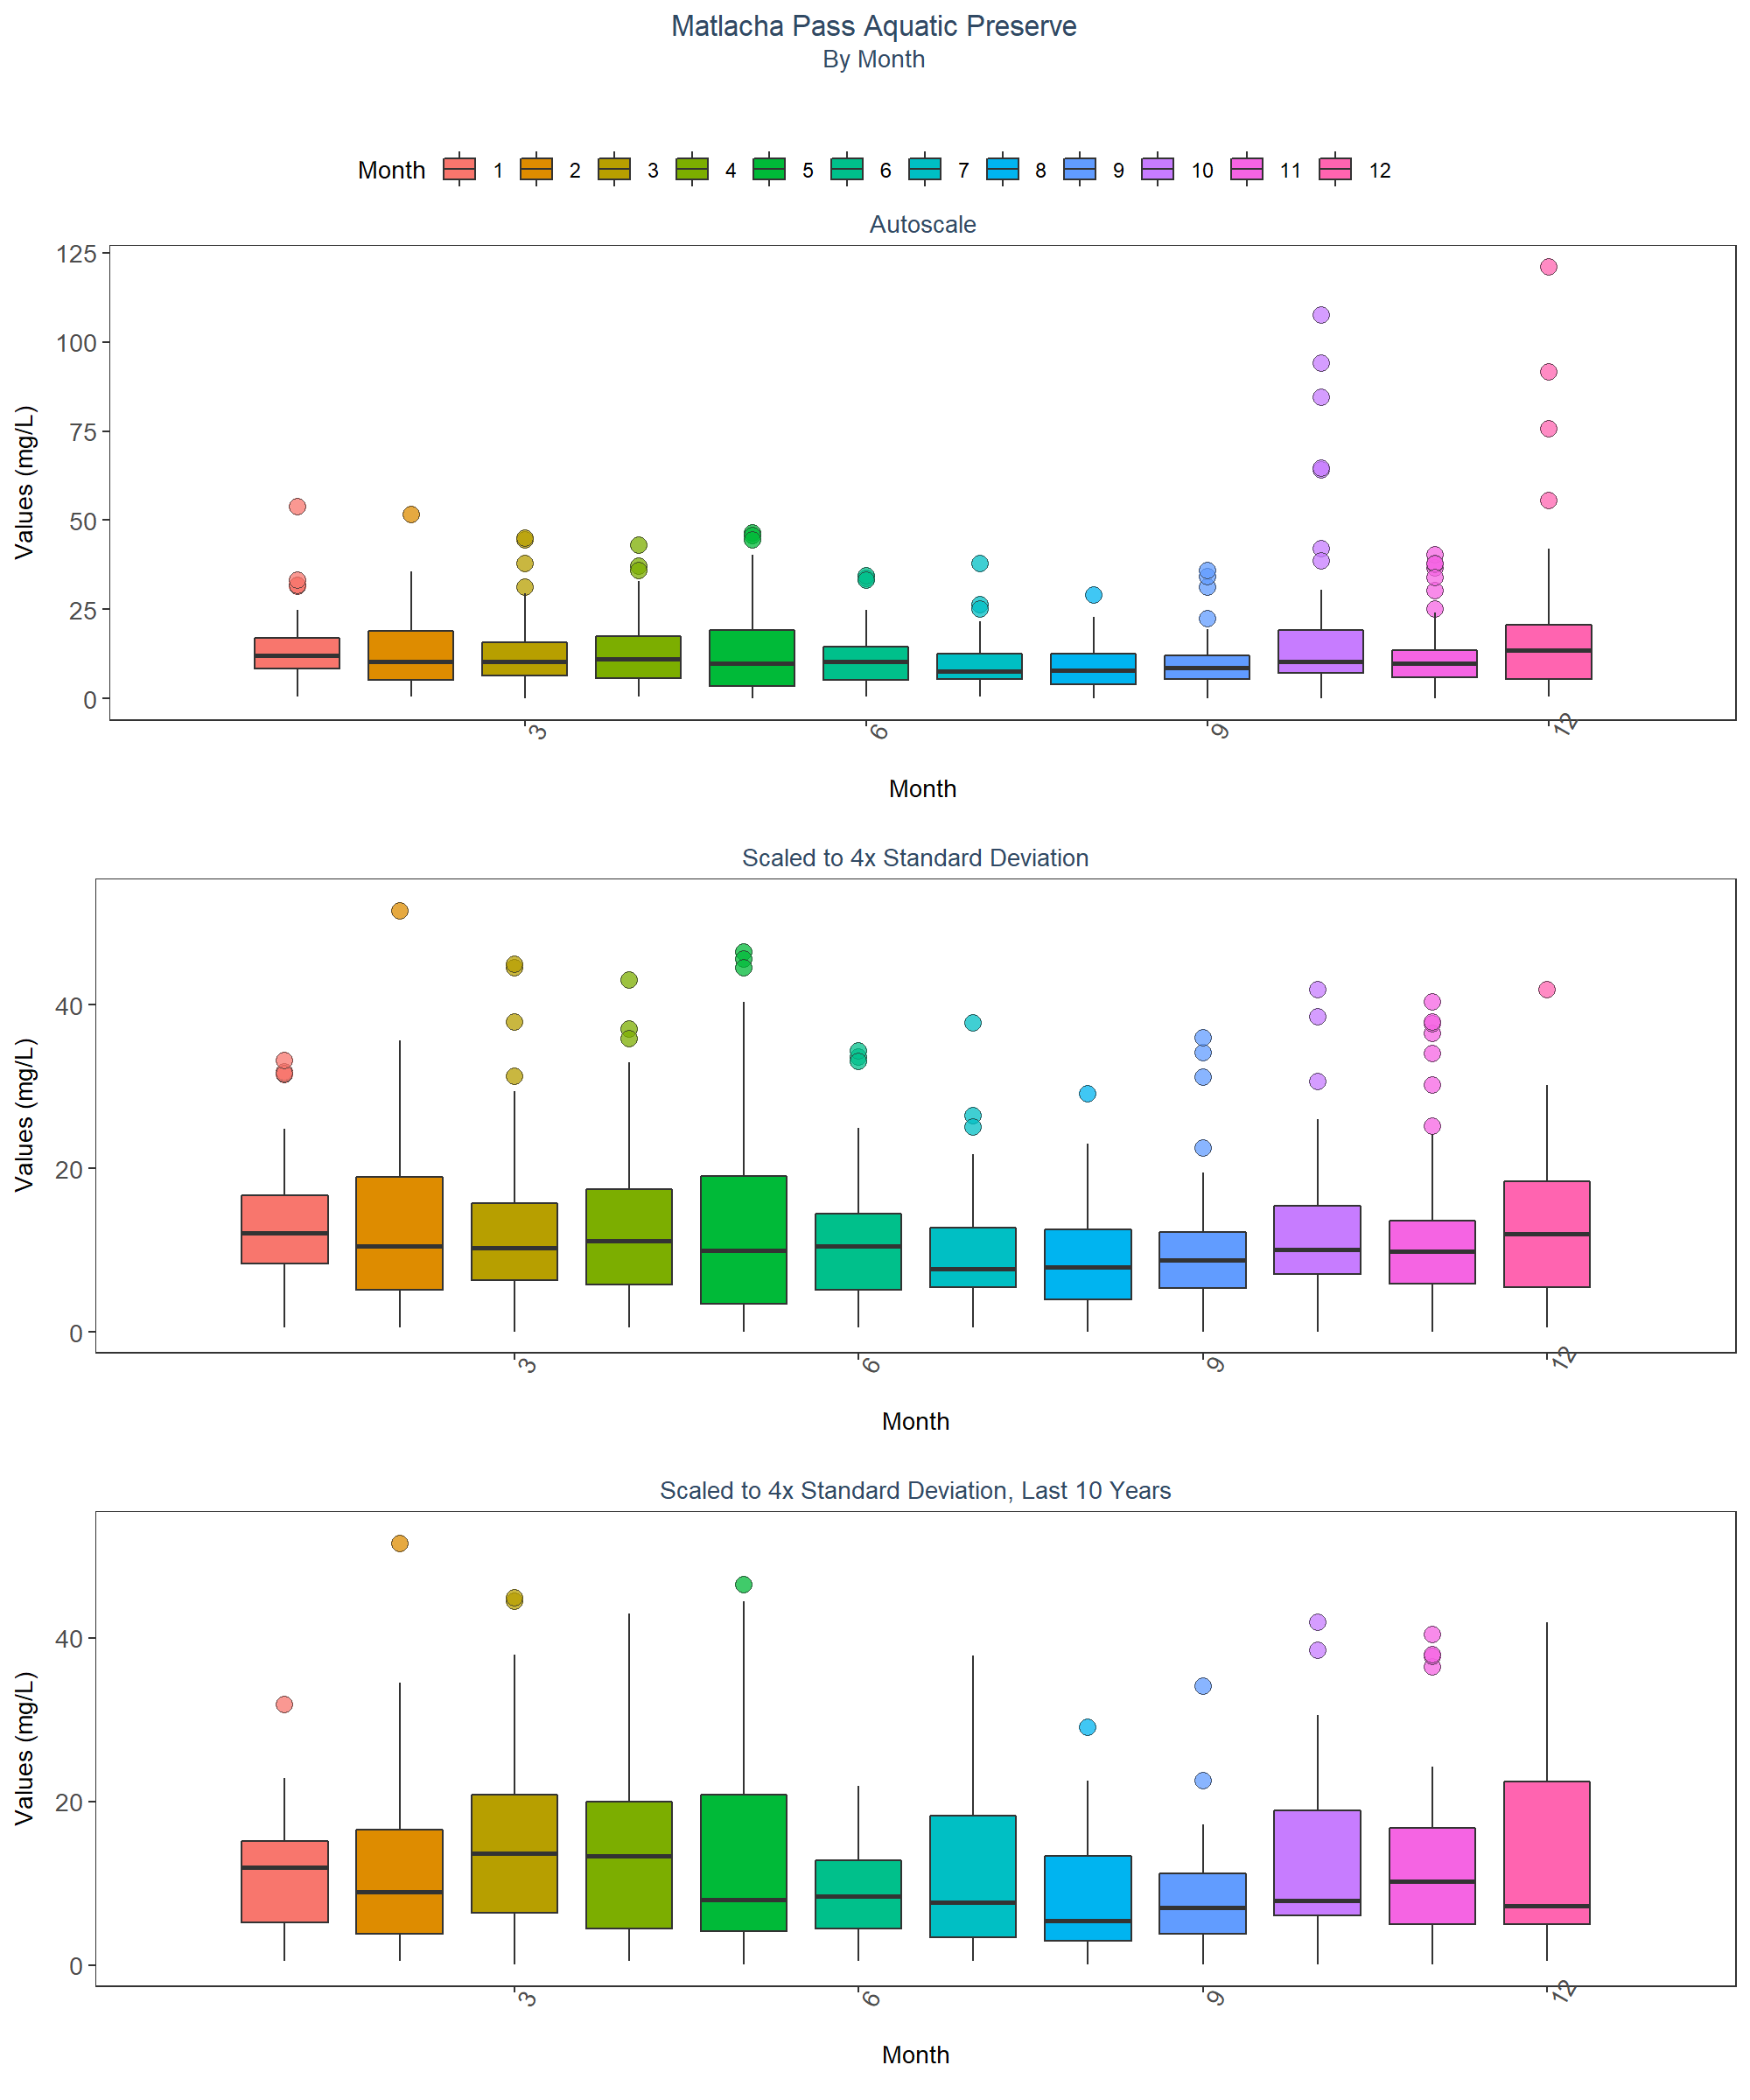 Matlacha Pass Aquatic Preserve
By Month
Month 1 2 3 4 5 6 7 8 9 10 11 12
Autoscale
Values (mg/L)
125
100
75
50
25
0
3 6 9 12
Month
Scaled to 4x Standard Deviation
Values (mg/L)
40
20
0
3 6 9 12
Month
Scaled to 4x Standard Deviation, Last 10 Years
Values (mg/L)
40
20
0
3 6 9 12
Month